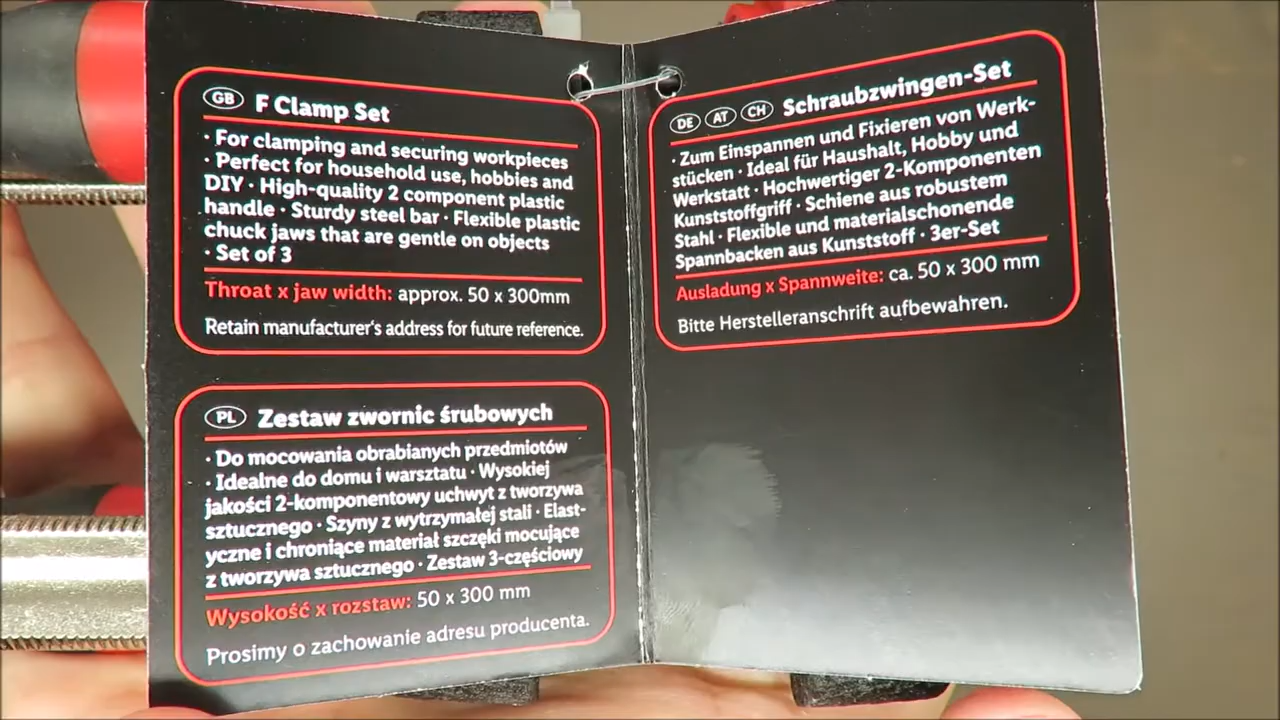 GB F Clamp Set
· For clamping and securing workpieces
· Perfect for household use, hobbies and
DIY · High-quality 2 component plastic
handle · Sturdy steel bar · Flexible plastic
chuck jaws that are gentle on objects
· Set of 3
Throat x jaw width: approx. 50 x 300mm
Retain manufacturer's address for future reference.
PL Zestaw zwornic śrubowych
· Do mocowania obrabianych przedmiotów
· Idealne do domu i warsztatu · Wysokiej
jakości 2-komponentowy uchwyt z tworzywa
sztucznego · Szyny z wytrzymałej stali · Elast-
yczne i chroniące materiał szczęki mocujące
z tworzywa sztucznego · Zestaw 3-częściowy
Wysokość x rozstaw: 50 x 300 mm
Prosimy o zachowanie adresu producenta.
DE AT CH Schraubzwingen-Set
· Zum Einspannen und Fixieren von Werk-
stücken · Ideal für Haushalt, Hobby und
Werkstatt · Hochwertiger 2-Komponenten
Kunststoffgriff · Schiene aus robustem
Stahl · Flexible und materialschonende
Spannbacken aus Kunststoff · 3er-Set
Ausladung x Spannweite: ca. 50 x 300 mm
Bitte Herstelleranschrift aufbewahren.